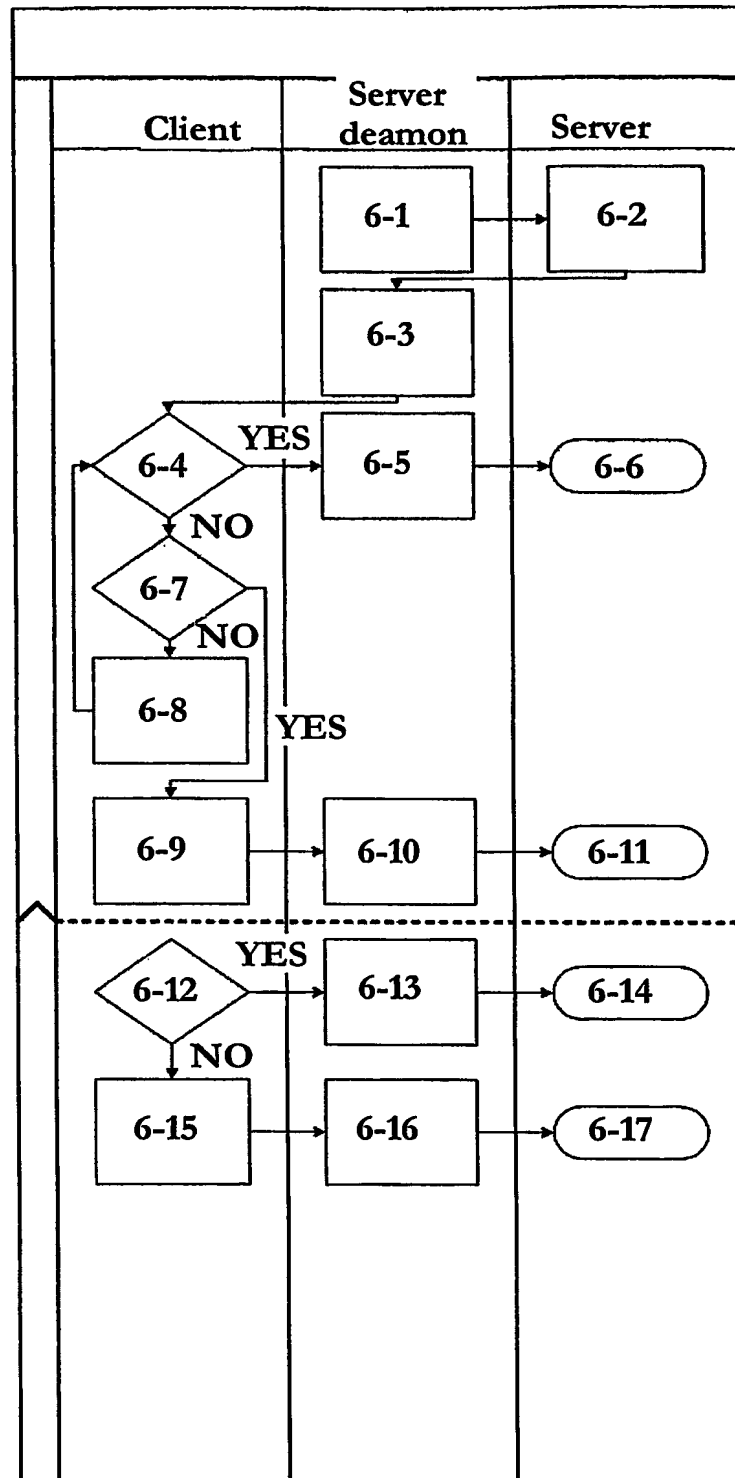 Client
Server
deamon
Server
6-1
6-2
6-3
6-4
YES
6-5
6-6
NO
6-7
NO
6-8
YES
6-9
6-10
6-11
6-12
YES
6-13
6-14
NO
6-15
6-16
6-17